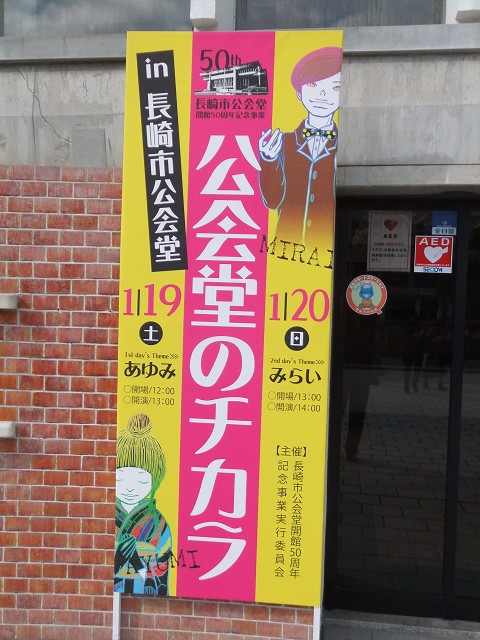 in 長崎市公会堂
50th
長崎市公会堂
開館50周年記念事業
公会堂のチカラ
MIRAI
1|19
土
1st day's Theme>>>
あゆみ
○開場/12:00
○開演/13:00
1|20
日
2nd day's Theme>>>
みらい
○開場/13:00
○開演/14:00
AYUMI
【主催】
長崎市公会堂開館50周年
記念事業実行委員会
AED
SECOM